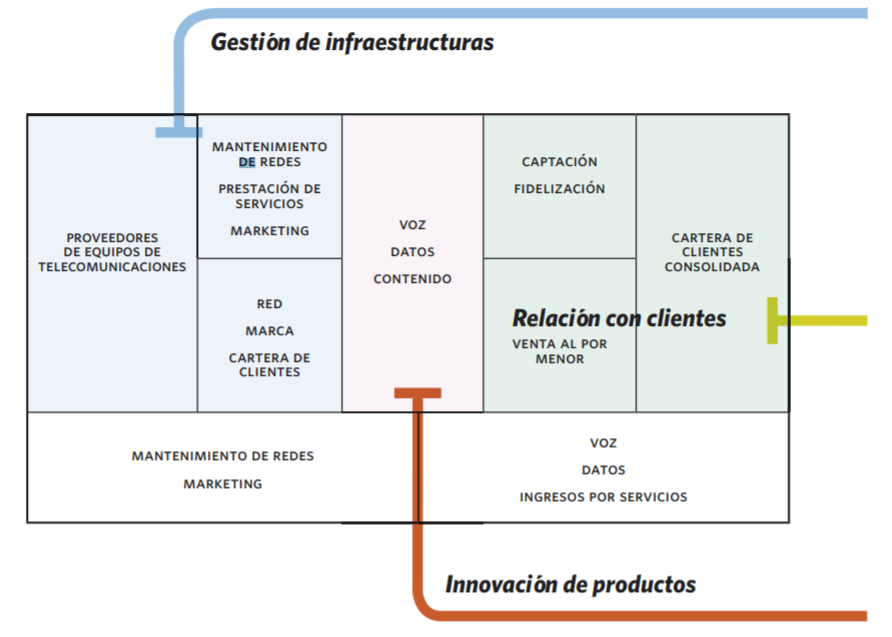 Gestión de infraestructuras
PROVEEDORES
DE EQUIPOS DE
TELECOMUNICACIONES
MANTENIMIENTO
DE REDES
PRESTACIÓN DE
SERVICIOS
MARKETING
RED
MARCA
CARTERA DE
CLIENTES
VOZ
DATOS
CONTENIDO
CAPTACIÓN
FIDELIZACIÓN
Relación con clientes
VENTA AL POR
MENOR
CARTERA DE
CLIENTES
CONSOLIDADA
MANTENIMIENTO DE REDES
MARKETING
VOZ
DATOS
INGRESOS POR SERVICIOS
Innovación de productos